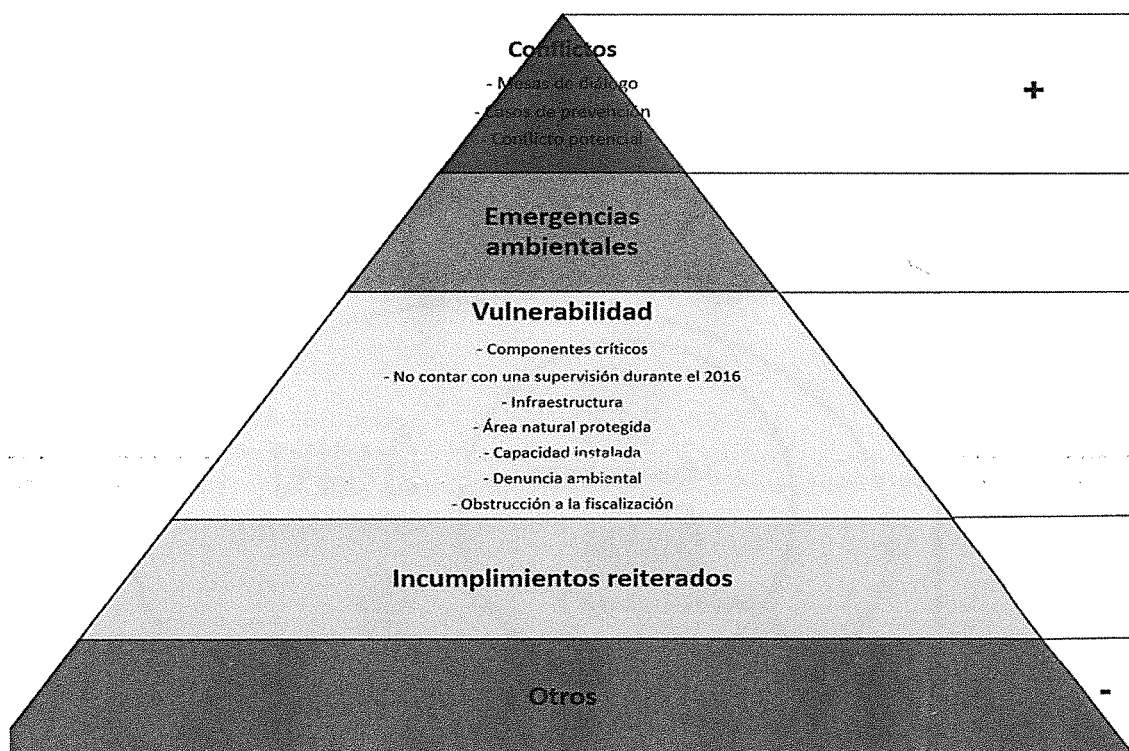 Conflictos
- Mesas de diálogo
- Casos de prevención
- Conflicto potencial
+
Emergencias
ambientales
Vulnerabilidad
- Componentes críticos
- No contar con una supervisión durante el 2016
- Infraestructura
- Área natural protegida
- Capacidad instalada
- Denuncia ambiental
- Obstrucción a la fiscalización
Incumplimientos reiterados
Otros
-